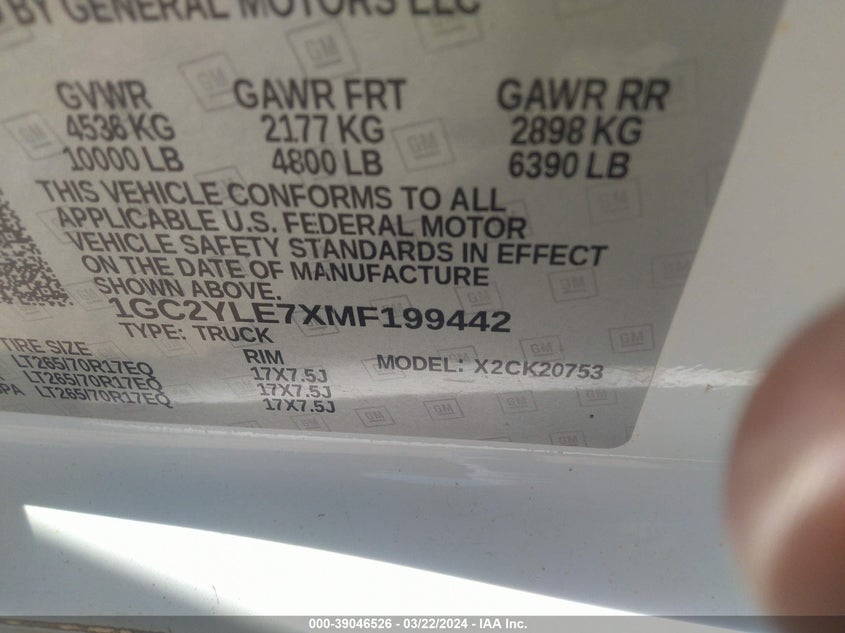 BY GENERAL MOTORS LLC
GVWR GAWR FRT GAWR RR
4536 KG 2177 KG 2898 KG
10000 LB 4800 LB 6390 LB
THIS VEHICLE CONFORMS TO ALL
APPLICABLE U.S. FEDERAL MOTOR
VEHICLE SAFETY STANDARDS IN EFFECT
ON THE DATE OF MANUFACTURE
SHOWN ABOVE.
1GC2YLE7XMF199442
TYPE: TRUCK
TIRE SIZE RIM MODEL: X2CK20753
LT265/70R17EQ 17X7.5J
LT265/70R17EQ 17X7.5J
LT265/70R17EQ 17X7.5J
000-39046526 - 03/22/2024 - IAA Inc.